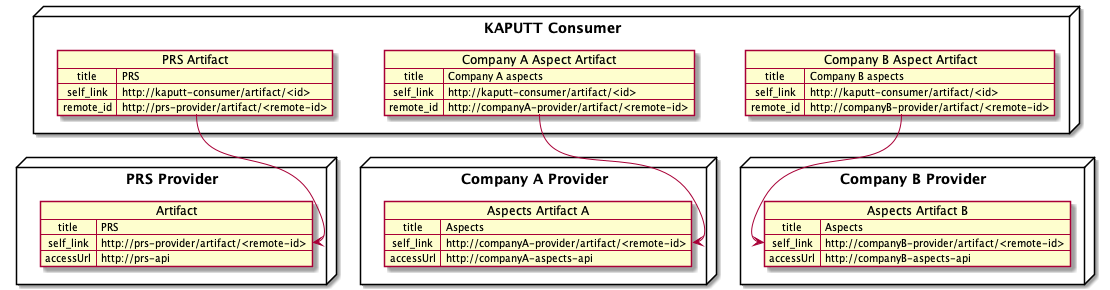 KAPUTT Consumer
PRS Artifact
title PRS
self_link http://kaputt-consumer/artifact/<id>
remote_id http://prs-provider/artifact/<remote-id>
Company A Aspect Artifact
title Company A aspects
self_link http://kaputt-consumer/artifact/<id>
remote_id http://companyA-provider/artifact/<remote-id>
Company B Aspect Artifact
title Company B aspects
self_link http://kaputt-consumer/artifact/<id>
remote_id http://companyB-provider/artifact/<remote-id>
PRS Provider
Artifact
title PRS
self_link http://prs-provider/artifact/<remote-id>
accessUrl http://prs-api
Company A Provider
Aspects Artifact A
title Aspects
self_link http://companyA-provider/artifact/<remote-id>
accessUrl http://companyA-aspects-api
Company B Provider
Aspects Artifact B
title Aspects
self_link http://companyB-provider/artifact/<remote-id>
accessUrl http://companyB-aspects-api